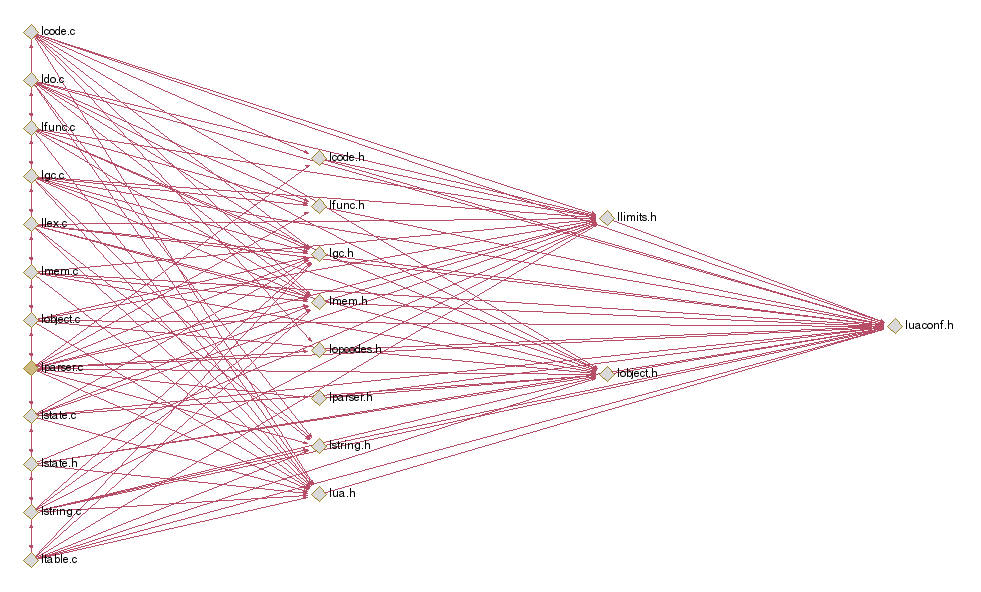 lcode.c
ldo.c
lfunc.c
lgc.c
llex.c
lmem.c
lobject.c
lparser.c
lstate.c
lstate.h
lstring.c
ltable.c
lcode.h
lfunc.h
lgc.h
lmem.h
lopcodes.h
lparser.h
lstring.h
lua.h
llimits.h
lobject.h
luaconf.h